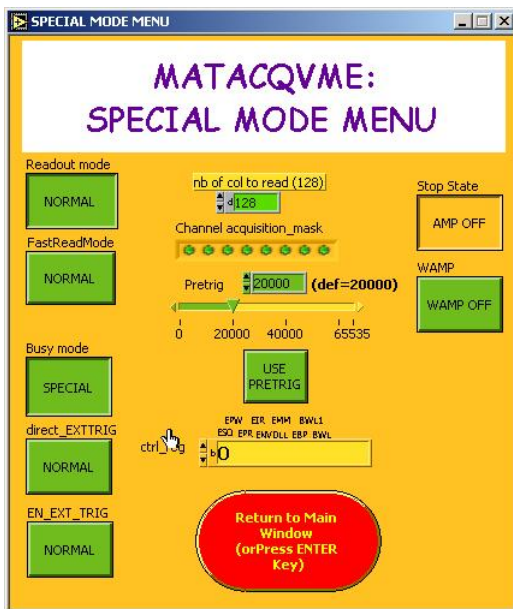 SPECIAL MODE MENU
MATACQVME:
SPECIAL MODE MENU
Readout mode
NORMAL
FastReadMode
NORMAL
Busy mode
SPECIAL
direct_EXTTRIG
NORMAL
EN_EXT_TRIG
NORMAL
nb of col to read (128)
d 128
Channel acquisition_mask
Pretrig 20000 (def=20000)
0 20000 40000 65535
USE
PRETRIG
EPW EIR EMM BWL1
ESO EPR ENVDLL EBP BWL
b 0
Return to Main
Window
(orPress ENTER
Key)
Stop State
AMP OFF
WAMP
WAMP OFF